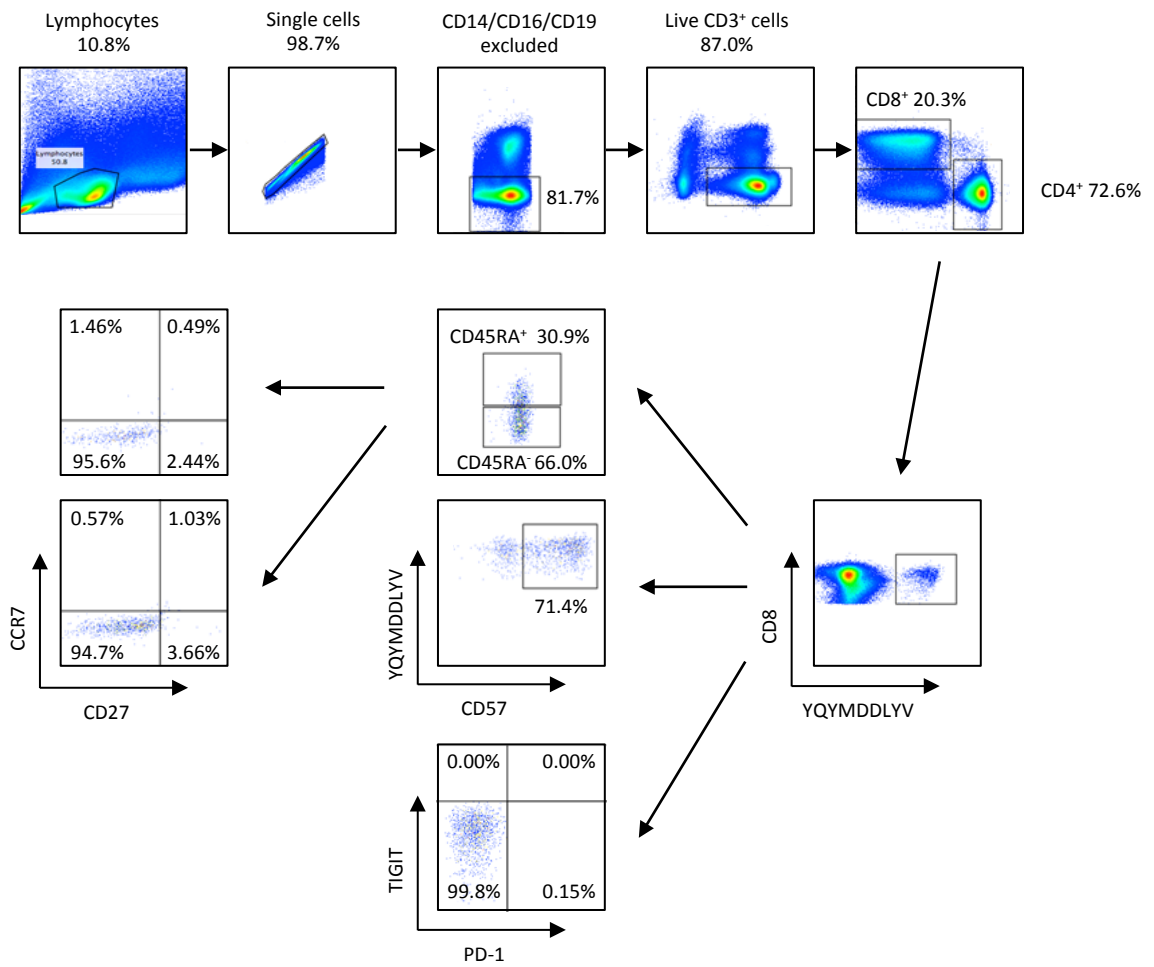 Lymphocytes
10.8%
Single cells
98.7%
CD14/CD16/CD19
excluded
Live CD3⁺ cells
87.0%
Lymphocytes
50.8
81.7%
CD8⁺ 20.3%
CD4⁺ 72.6%
1.46%
0.49%
95.6%
2.44%
CD45RA⁺ 30.9%
CD45RA⁻ 66.0%
0.57%
1.03%
94.7%
3.66%
CCR7
CD27
71.4%
YQYMDDLYV
CD57
CD8
YQYMDDLYV
0.00%
0.00%
99.8%
0.15%
TIGIT
PD-1